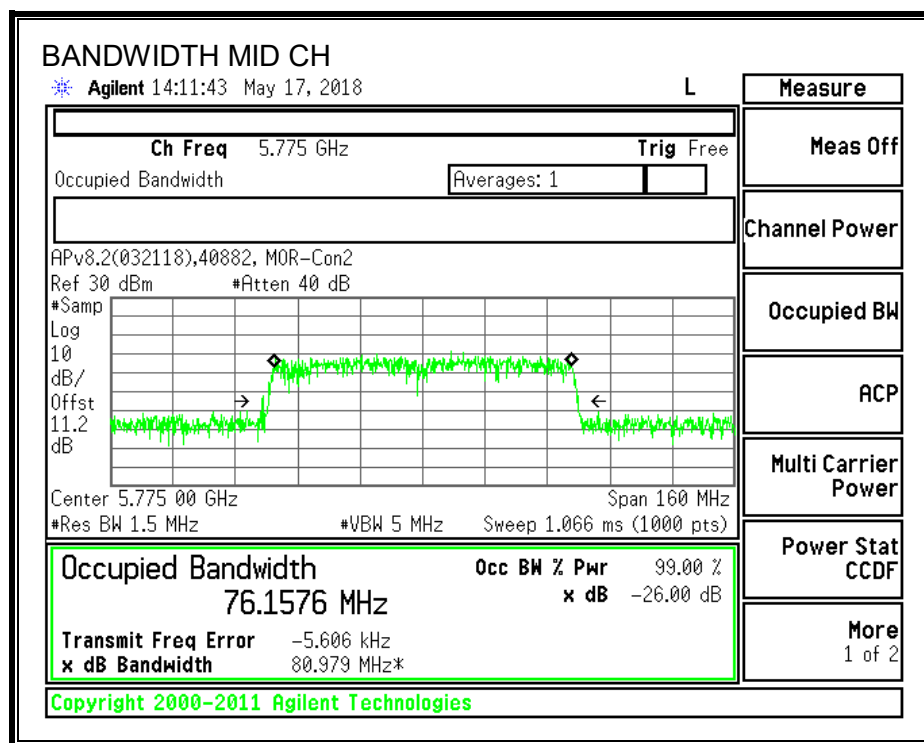 BANDWIDTH MID CH
Agilent 14:11:43 May 17, 2018 L
Measure
Ch Freq 5.775 GHz Trig Free
Meas Off
Occupied Bandwidth Averages: 1
Channel Power
APv8.2(032118),40882, MOR-Con2
Ref 30 dBm #Atten 40 dB
#Samp
Log
10
dB/
Offst
11.2
dB
Occupied BW
ACP
Multi Carrier
Power
Center 5.775 00 GHz Span 160 MHz
#Res BW 1.5 MHz #VBW 5 MHz Sweep 1.066 ms (1000 pts)
Power Stat
CCDF
Occupied Bandwidth Occ BW % Pwr 99.00 %
76.1576 MHz x dB -26.00 dB
Transmit Freq Error -5.606 kHz
x dB Bandwidth 80.979 MHz*
More
1 of 2
Copyright 2000-2011 Agilent Technologies